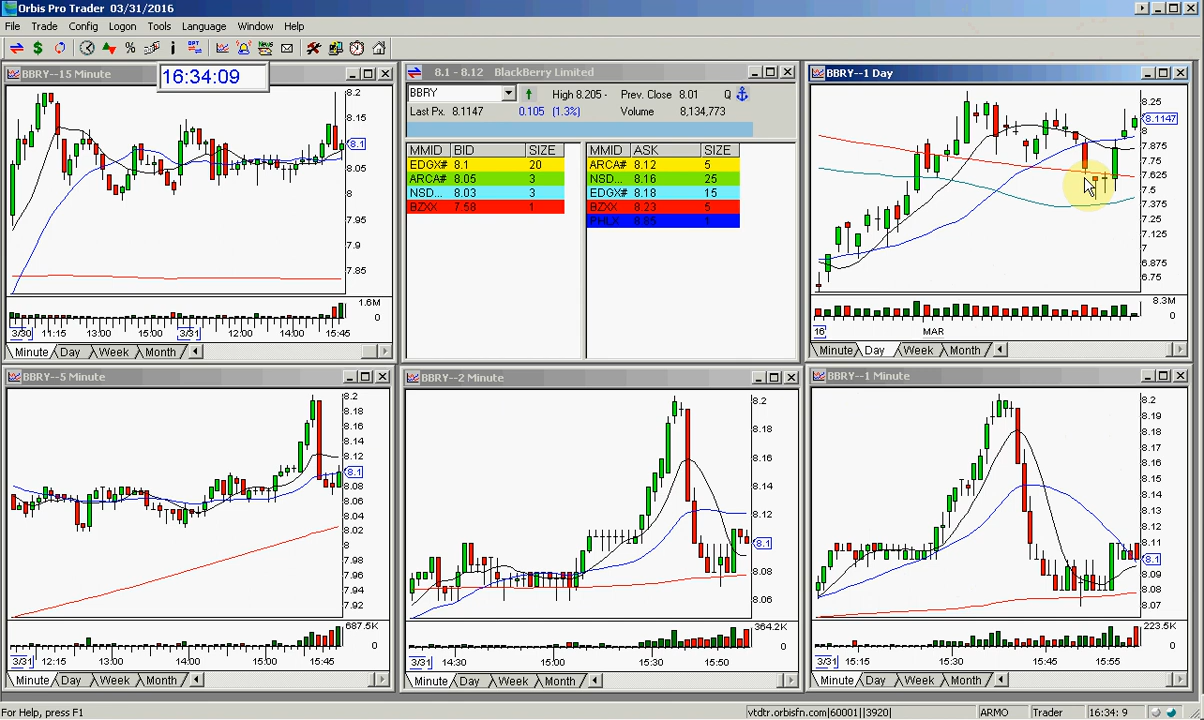 Orbis Pro Trader 03/31/2016
File Trade Config Logon Tools Language Window Help
BBRY--15 Minute
16:34:09
8.2
8.15
8.1
8.05
8
7.95
7.9
7.85
1.6M
0
3/30 11:15 13:00 15:00 3/31 12:00 14:00 15:45
Minute Day Week Month
8.1 - 8.12 BlackBerry Limited
BBRY High 8.205 - Prev. Close 8.01 Q
Last Px. 8.1147 0.105 (1.3%) Volume 8,134,773
MMID BID SIZE
EDGX# 8.1 20
ARCA# 8.05 3
NSD... 8.03 3
BZXX 7.58 1
MMID ASK SIZE
ARCA# 8.12 5
NSD... 8.16 25
EDGX# 8.18 15
BZXX 8.23 5
PHLX 8.85 1
BBRY--1 Day
8.25
8.1147
8
7.875
7.75
7.625
7.5
7.375
7.25
7.125
7
6.875
6.75
8.3M
0
16 MAR
Minute Day Week Month
BBRY--5 Minute
8.2
8.18
8.16
8.14
8.12
8.1
8.08
8.06
8.04
8.02
8
7.98
7.96
7.94
7.92
687.5K
0
3/31 12:15 13:00 14:00 15:00 15:45
Minute Day Week Month
BBRY--2 Minute
8.2
8.18
8.16
8.14
8.12
8.1
8.08
8.06
364.2K
0
3/31 14:30 15:00 15:30 15:50
Minute Day Week Month
BBRY--1 Minute
8.2
8.19
8.18
8.17
8.16
8.15
8.14
8.13
8.12
8.11
8.1
8.09
8.08
8.07
223.5K
0
3/31 15:15 15:30 15:45 15:55
Minute Day Week Month
For Help, press F1
vtdtr.orbisfn.com|60001||3920| ARMO Trader 16:34: 9